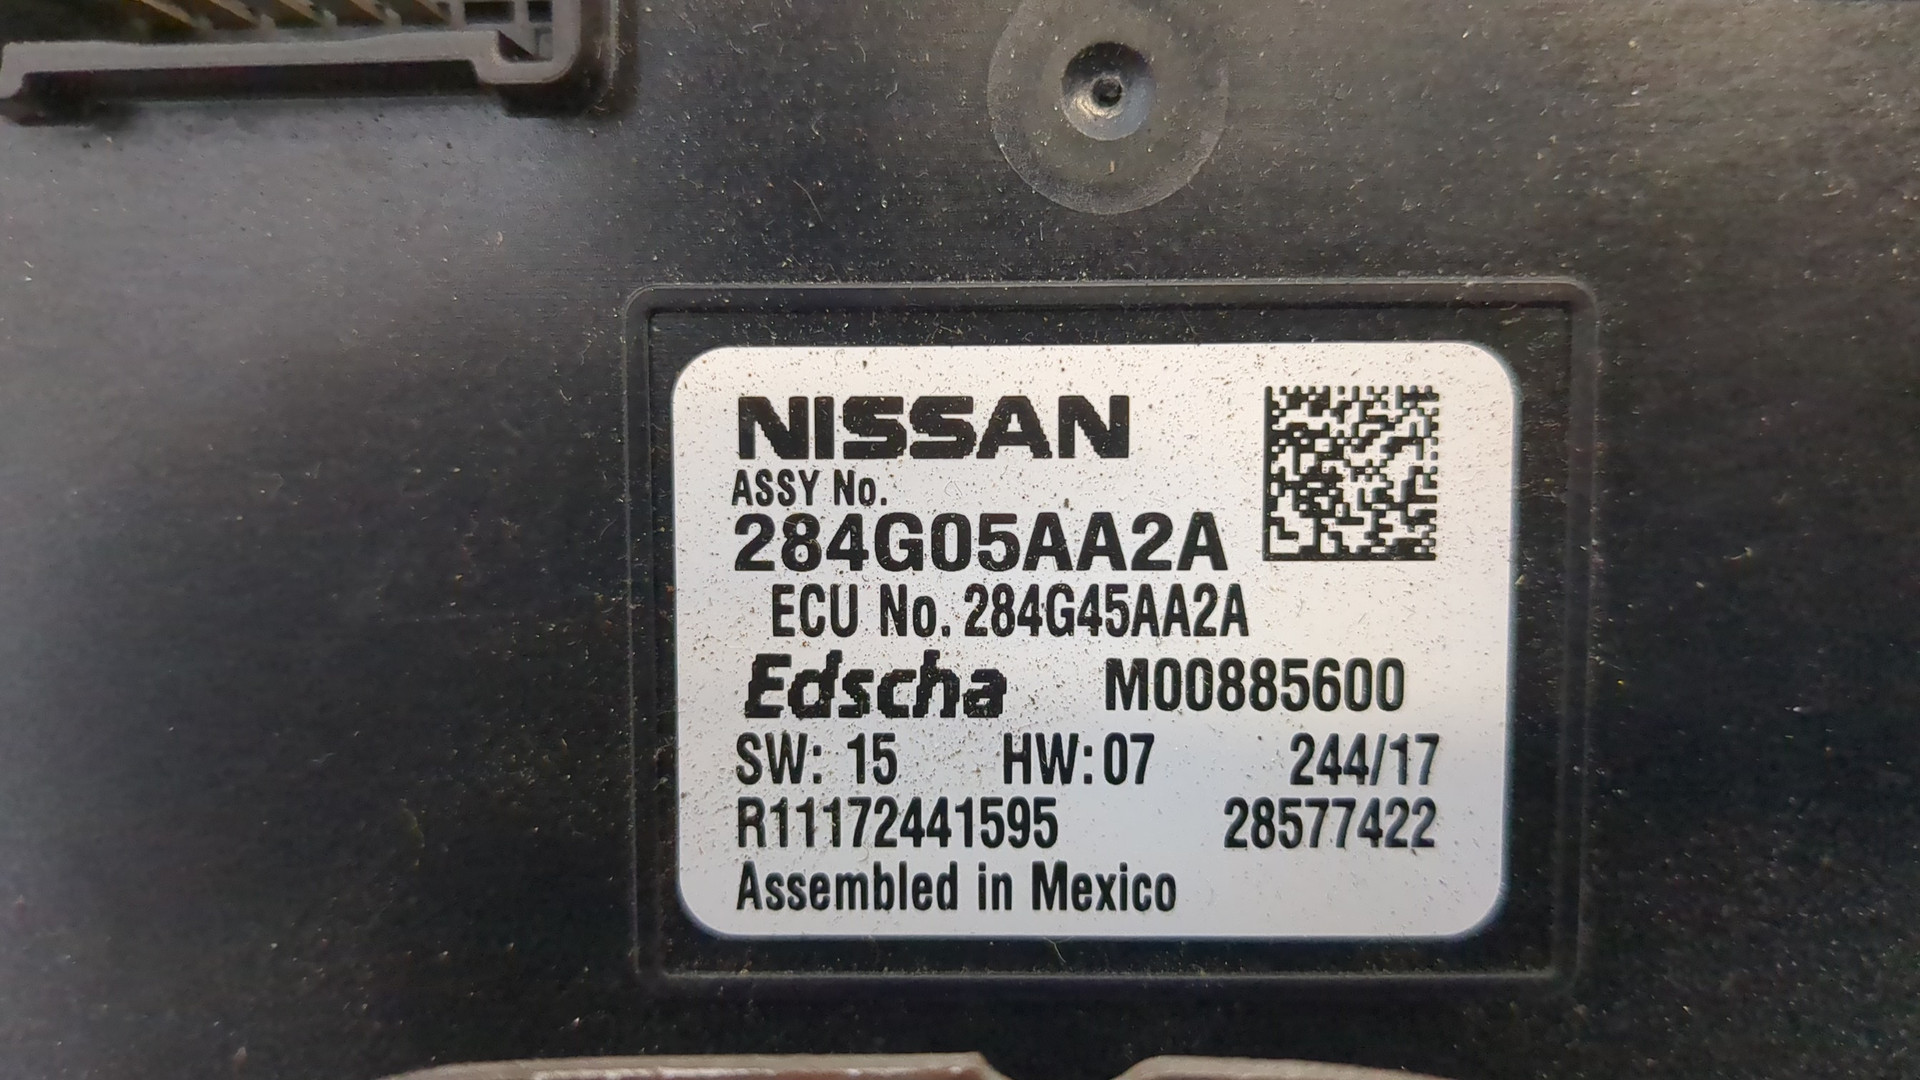 NISSAN
ASSY No.
284G05AA2A
ECU No. 284G45AA2A
Edscha M00885600
SW: 15 HW: 07 244/17
R11172441595 28577422
Assembled in Mexico